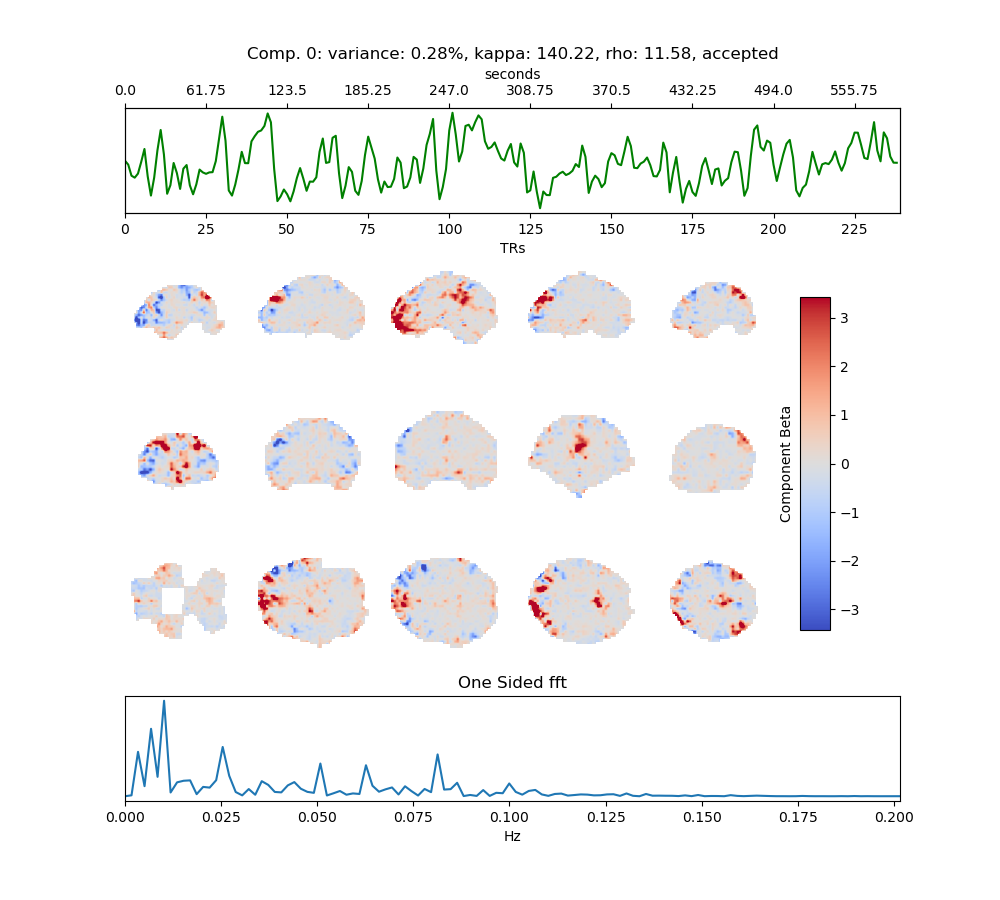 Comp. 0: variance: 0.28%, kappa: 140.22, rho: 11.58, accepted
seconds
0.0 61.75 123.5 185.25 247.0 308.75 370.5 432.25 494.0 555.75
0 25 50 75 100 125 150 175 200 225
TRs
3
2
1
0
−1
−2
−3
Component Beta
One Sided fft
0.000 0.025 0.050 0.075 0.100 0.125 0.150 0.175 0.200
Hz